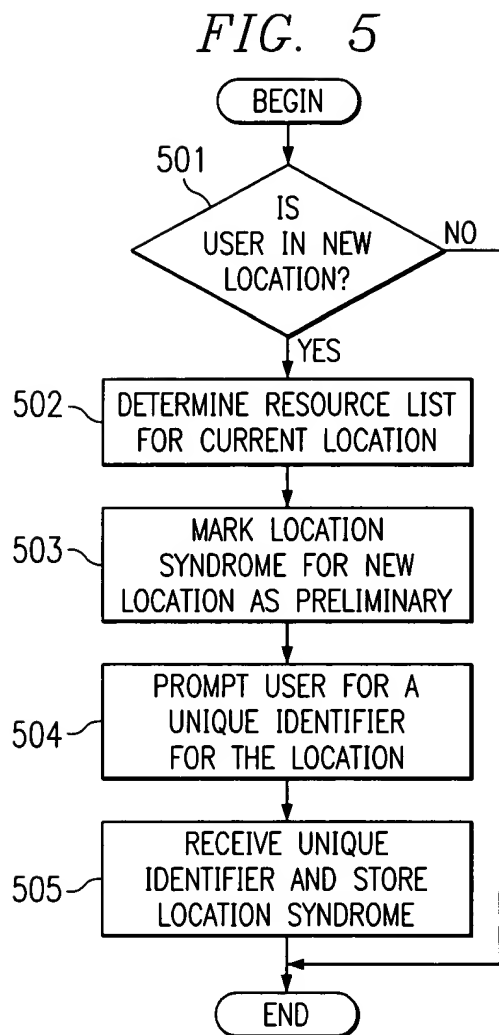 FIG. 5
BEGIN
501
IS
USER IN NEW
LOCATION?
NO
YES
502
DETERMINE RESOURCE LIST
FOR CURRENT LOCATION
503
MARK LOCATION
SYNDROME FOR NEW
LOCATION AS PRELIMINARY
504
PROMPT USER FOR A
UNIQUE IDENTIFIER
FOR THE LOCATION
505
RECEIVE UNIQUE
IDENTIFIER AND STORE
LOCATION SYNDROME
END